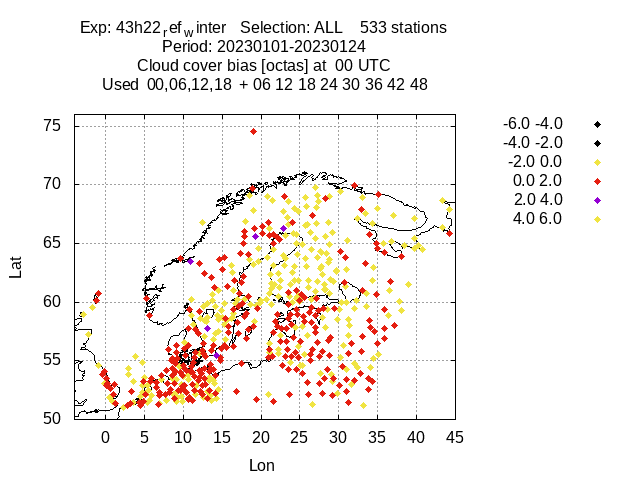 Exp: 43h22ref winter Selection: ALL 533 stations
Period: 20230101-20230124
Cloud cover bias [octas] at 00 UTC
Used 00,06,12,18 + 06 12 18 24 30 36 42 48
75
70
65
60
55
50
Lat
0 5 10 15 20 25 30 35 40 45
Lon
-6.0 -4.0
-4.0 -2.0
-2.0 0.0
0.0 2.0
2.0 4.0
4.0 6.0